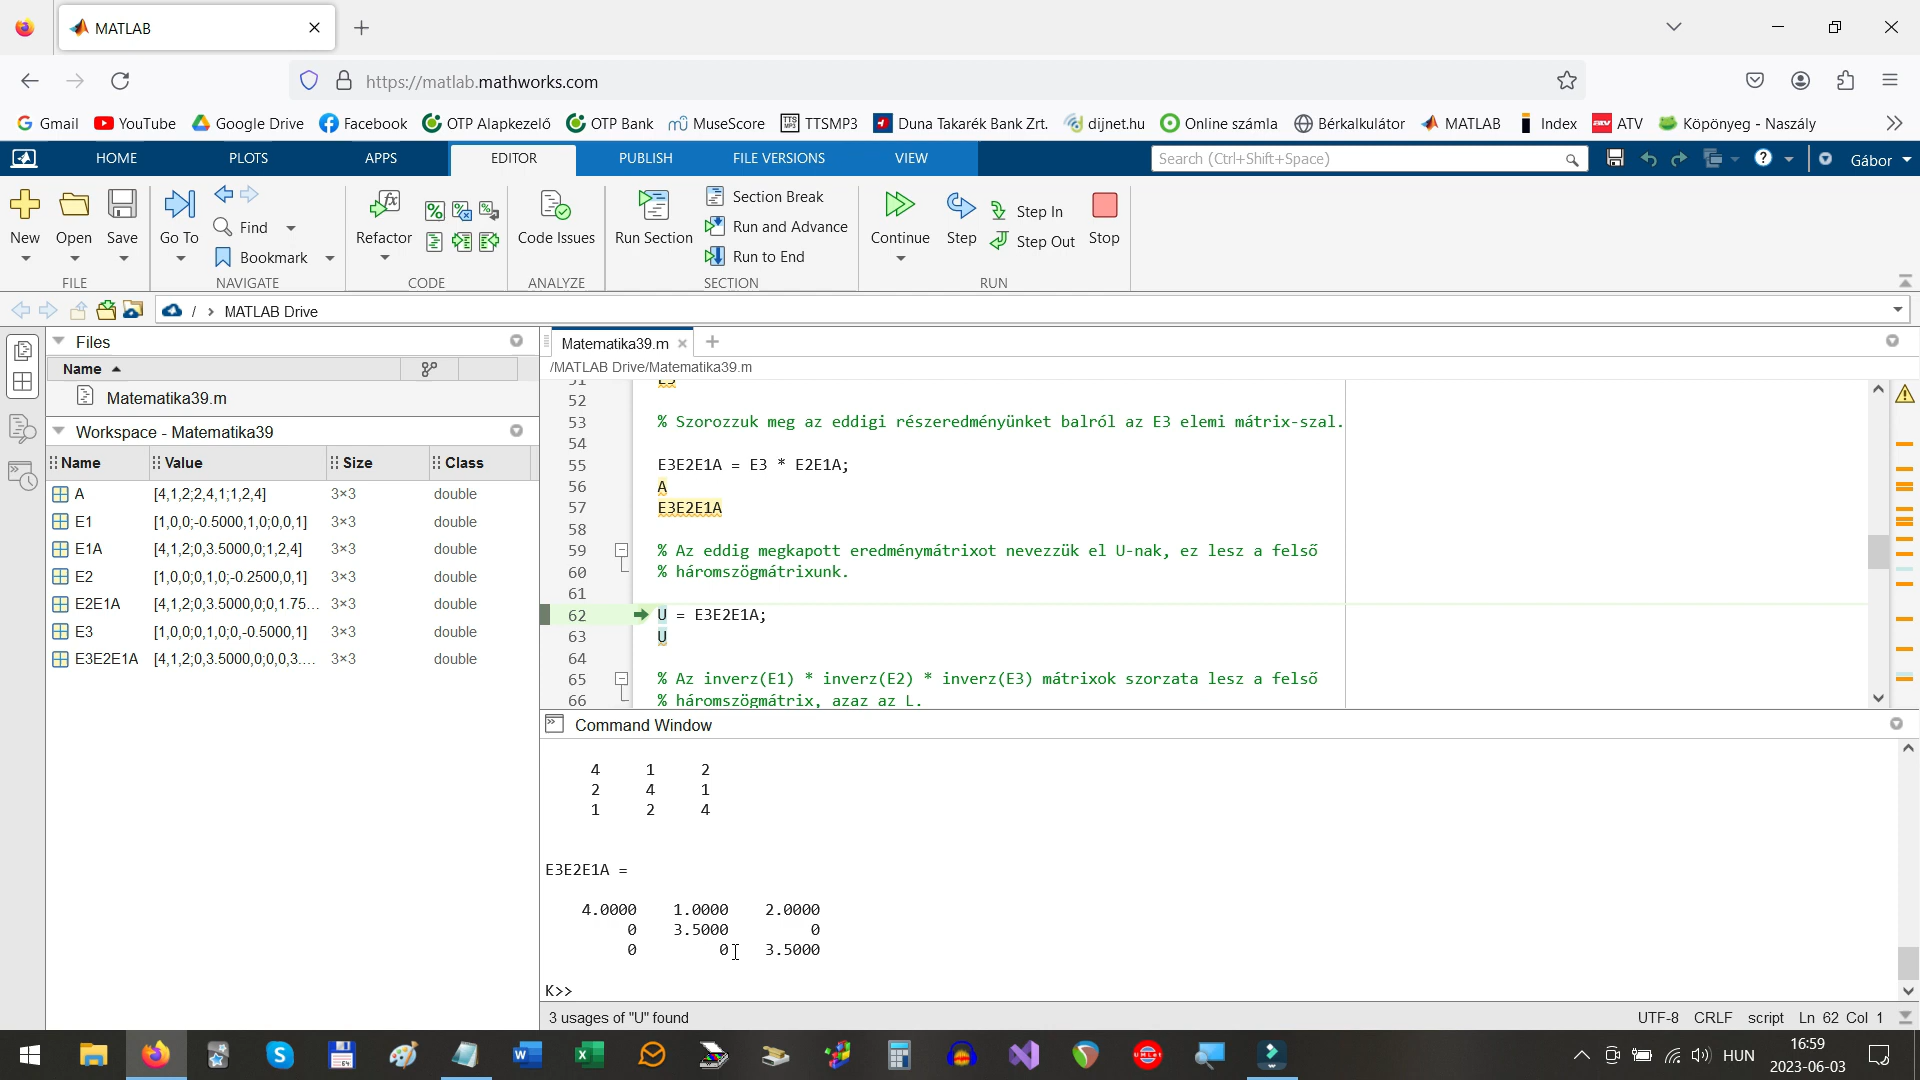 MATLAB
https://matlab.mathworks.com
Gmail YouTube Google Drive Facebook OTP Alapkezelő OTP Bank MuseScore TTSMP3 Duna Takarék Bank Zrt. dijnet.hu Online számla Bérkalkulátor MATLAB Index ATV Köpönyeg - Naszály
HOME PLOTS APPS EDITOR PUBLISH FILE VERSIONS VIEW Search (Ctrl+Shift+Space) Gábor
Section Break
Find Step In
New Open Save Go To Refactor Code Issues Run Section Run and Advance Continue Step Step Out Stop
Bookmark Run to End
FILE NAVIGATE CODE ANALYZE SECTION RUN
/ › MATLAB Drive
Files
Name
Matematika39.m
Workspace - Matematika39
Name Value Size Class
A [4,1,2;2,4,1;1,2,4] 3×3 double
E1 [1,0,0;-0.5000,1,0;0,0,1] 3×3 double
E1A [4,1,2;0,3.5000,0;1,2,4] 3×3 double
E2 [1,0,0;0,1,0;-0.2500,0,1] 3×3 double
E2E1A [4,1,2;0,3.5000,0;0,1.75... 3×3 double
E3 [1,0,0;0,1,0;0,-0.5000,1] 3×3 double
E3E2E1A [4,1,2;0,3.5000,0;0,0,3.... 3×3 double
Matematika39.m
/MATLAB Drive/Matematika39.m
51 E3
52
53 % Szorozzuk meg az eddigi részeredményünket balról az E3 elemi mátrix-szal.
54
55 E3E2E1A = E3 * E2E1A;
56 A
57 E3E2E1A
58
59 % Az eddig megkapott eredménymátrixot nevezzük el U-nak, ez lesz a felső
60 % háromszögmátrixunk.
61
62 U = E3E2E1A;
63 U
64
65 % Az inverz(E1) * inverz(E2) * inverz(E3) mátrixok szorzata lesz a felső
66 % háromszögmátrix, azaz az L.
Command Window
4 1 2
2 4 1
1 2 4
E3E2E1A =
4.0000 1.0000 2.0000
0 3.5000 0
0 0 3.5000
K>>
3 usages of "U" found UTF-8 CRLF script Ln 62 Col 1
HUN
16:59
2023-06-03